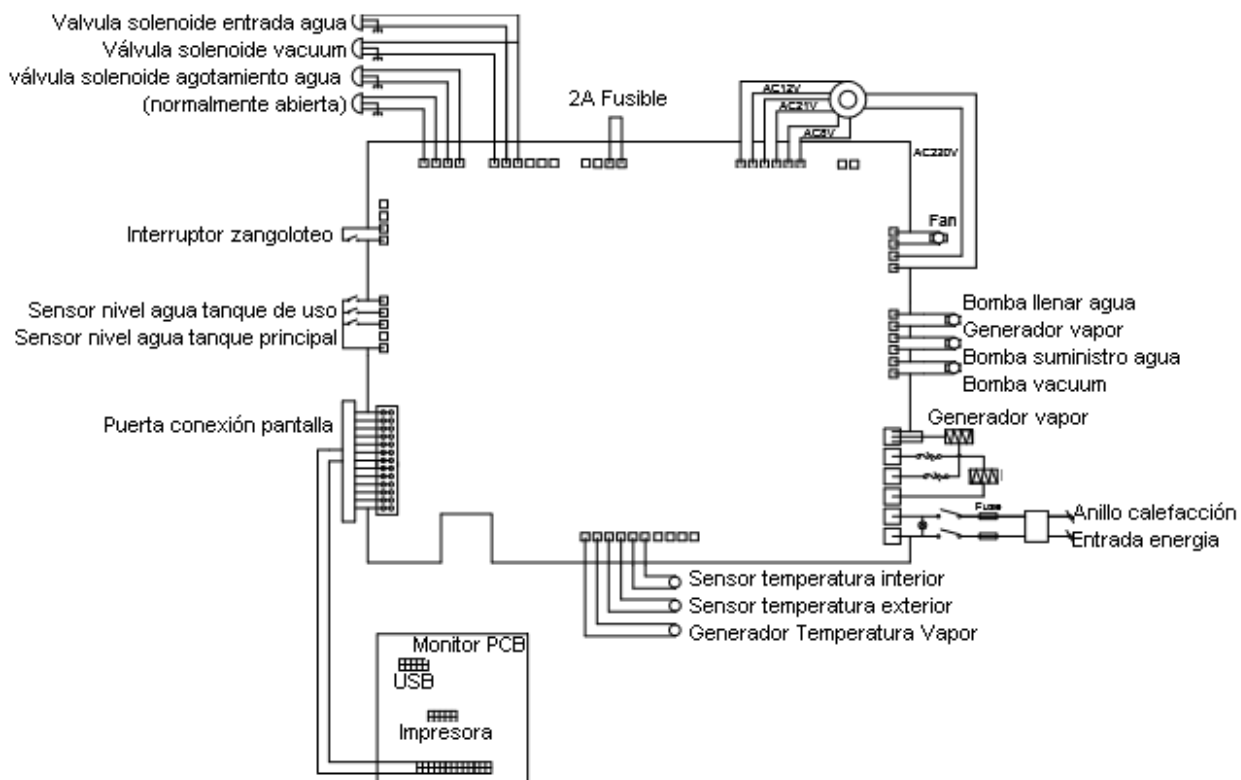 Valvula solenoide entrada agua
Válvula solenoide vacuum
válvula solenoide agotamiento agua
(normalmente abierta)
2A Fusible
AC12V
AC21V
AC8V
AC220V
Fan
Interruptor zangoloteo
Sensor nivel agua tanque de uso
Sensor nivel agua tanque principal
Bomba llenar agua
Generador vapor
Bomba suministro agua
Bomba vacuum
Puerta conexión pantalla
Generador vapor
Fuse
Anillo calefacción
Entrada energia
Sensor temperatura interior
Sensor temperatura exterior
Generador Temperatura Vapor
Monitor PCB
USB
Impresora